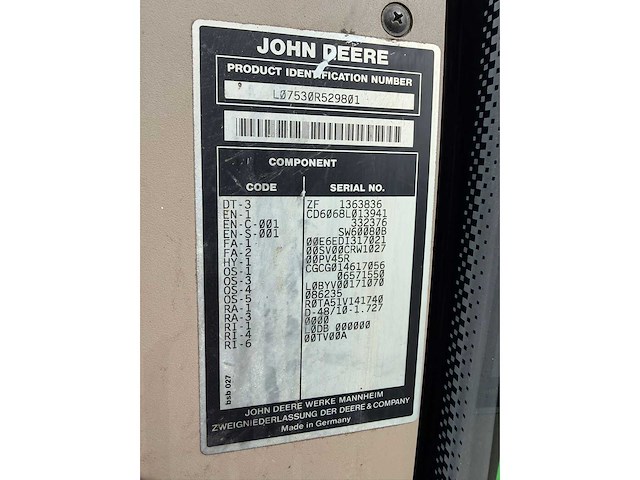 JOHN DEERE
PRODUCT IDENTIFICATION NUMBER
L07530R529801
COMPONENT
CODE SERIAL NO.
DT-3 ZF 1363836
EN-1 CD6068L013941
EN-C-001 332376
EN-S-001 SW60080B
FA-1 00E6EDI317021
FA-2 00SV00CRW1027
HY-1 00PV45R
OS-1 CGCG014617056
OS-3 06571550
OS-4 L0BYV00171070
OS-5 086235
RA-1 R0TA51V141740
RA-3 D-48/10-1.727
RI-1 0000
RI-4 L0DB 000000
RI-6 00TV00A
bsb 027
JOHN DEERE WERKE MANNHEIM
ZWEIGNIEDERLASSUNG DER DEERE & COMPANY
Made in Germany